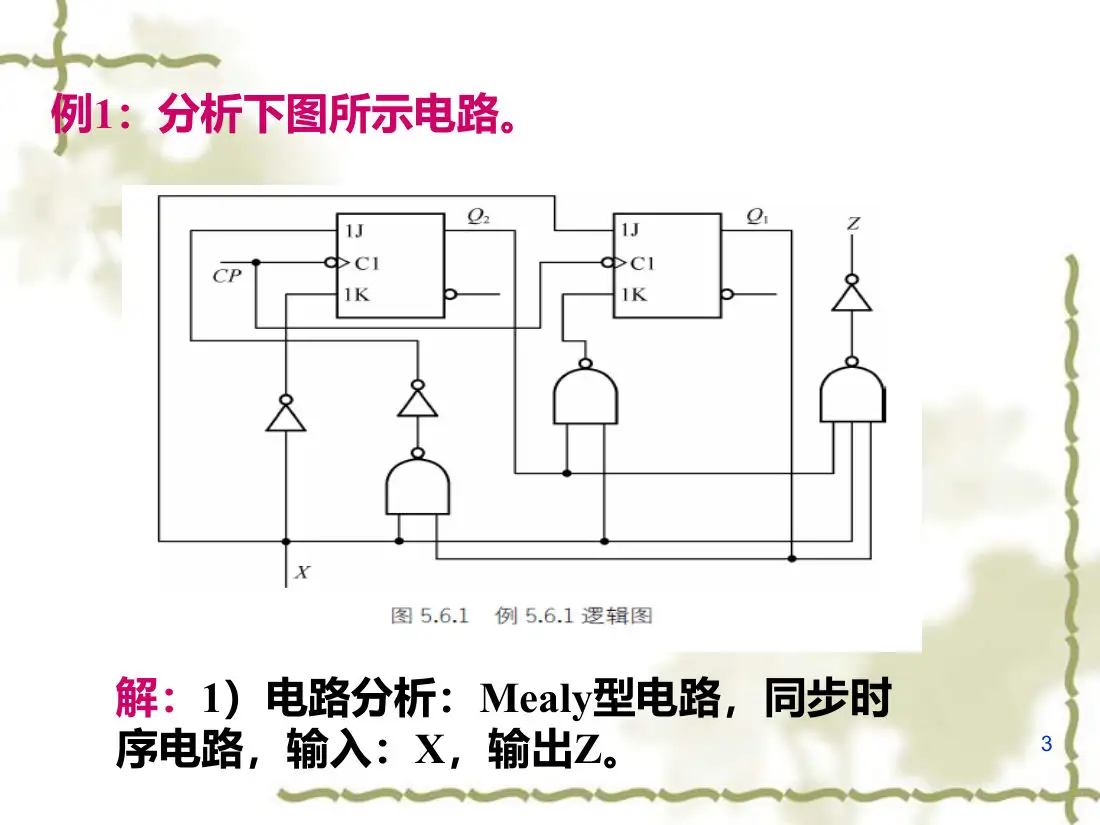 例1：分析下图所示电路。
Q₂
Q₁
Z
1J
1J
C1
C1
CP
1K
1K
X
图 5.6.1 例 5.6.1 逻辑图
解：1）电路分析：Mealy型电路，同步时
序电路，输入：X，输出Z。
3